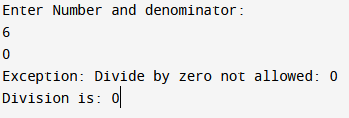 Enter Number and denominator:
6
0
Exception: Divide by zero not allowed: 0
Division is: 0